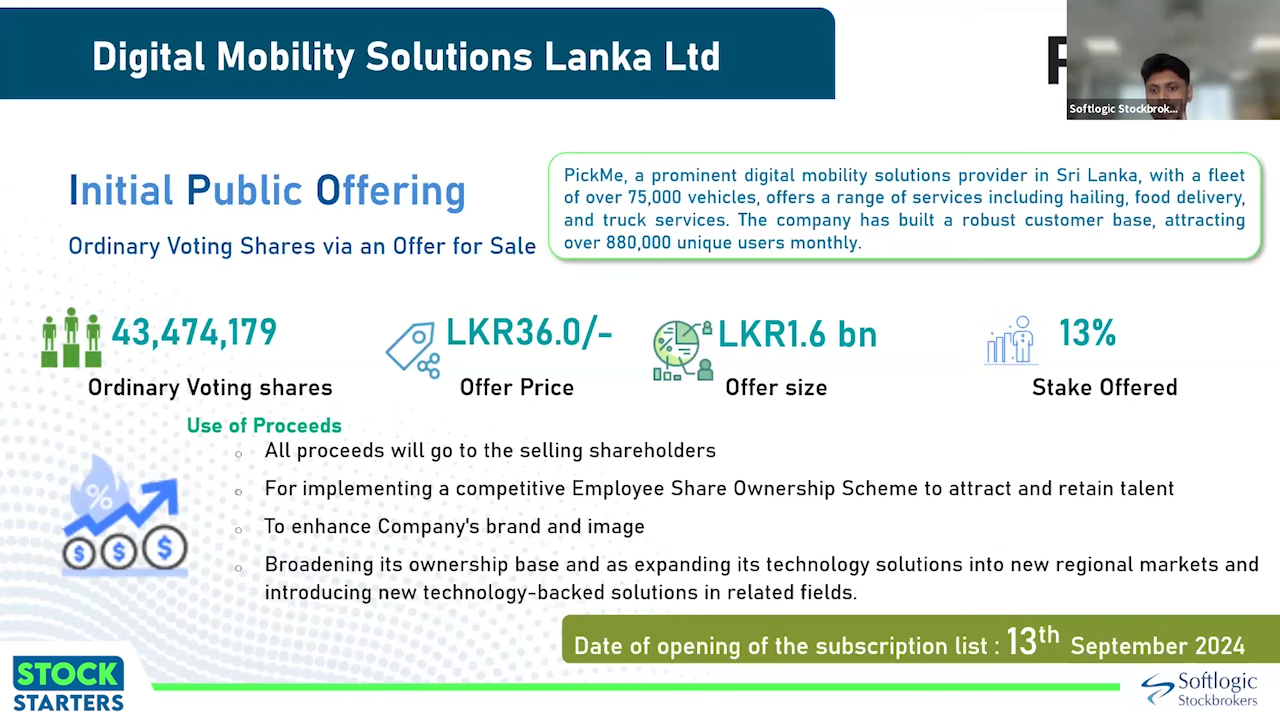 Digital Mobility Solutions Lanka Ltd
Softlogic Stockbrok...
Initial Public Offering
Ordinary Voting Shares via an Offer for Sale
PickMe, a prominent digital mobility solutions provider in Sri Lanka, with a fleet
of over 75,000 vehicles, offers a range of services including hailing, food delivery,
and truck services. The company has built a robust customer base, attracting
over 880,000 unique users monthly.
43,474,179
Ordinary Voting shares
LKR36.0/-
Offer Price
LKR1.6 bn
Offer size
13%
Stake Offered
Use of Proceeds
All proceeds will go to the selling shareholders
For implementing a competitive Employee Share Ownership Scheme to attract and retain talent
To enhance Company's brand and image
Broadening its ownership base and as expanding its technology solutions into new regional markets and
introducing new technology-backed solutions in related fields.
Date of opening of the subscription list : 13th September 2024
STOCK
STARTERS
Softlogic
Stockbrokers